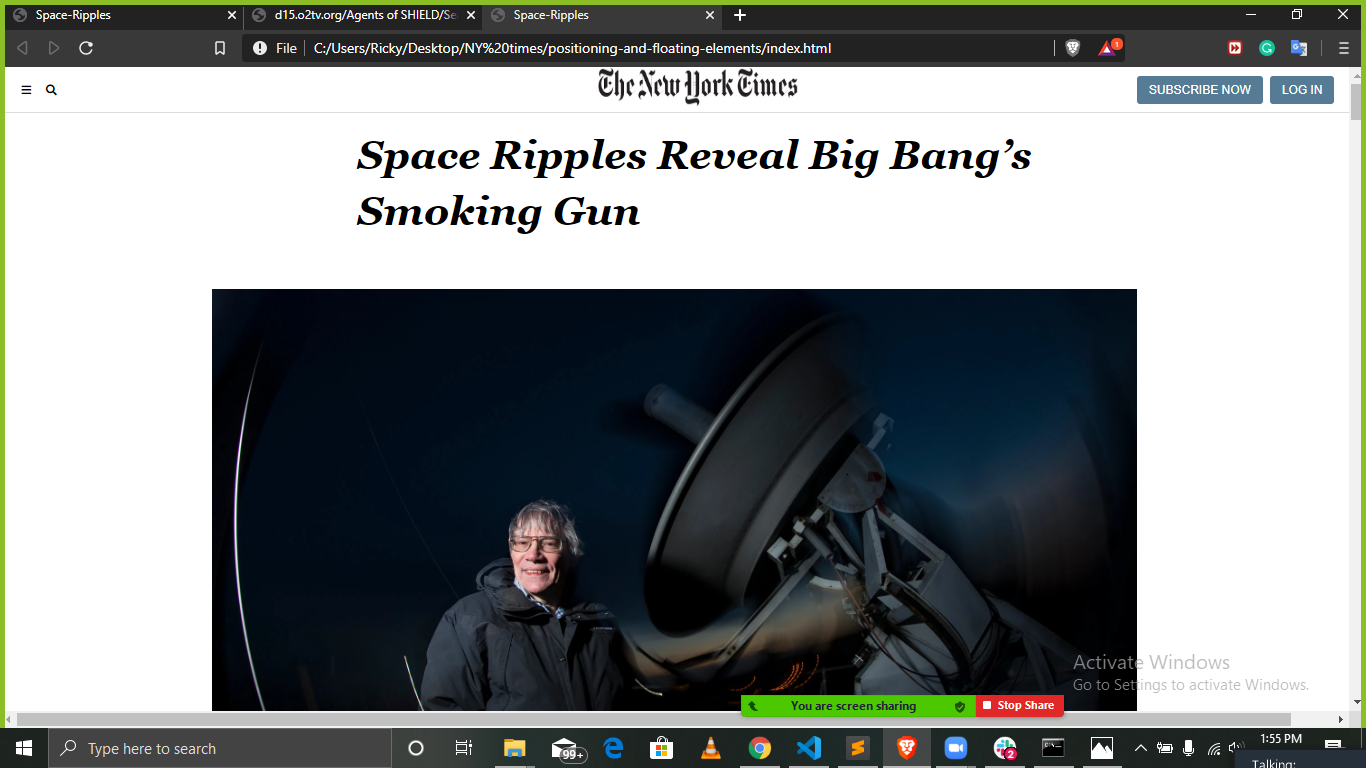 Space-Ripples
d15.o2tv.org/Agents of SHIELD/Se
Space-Ripples
File
C:/Users/Ricky/Desktop/NY%20times/positioning-and-floating-elements/index.html
1
The New York Times
SUBSCRIBE NOW
LOG IN
Space Ripples Reveal Big Bang’s
Smoking Gun
Activate Windows
Go to Settings to activate Windows.
You are screen sharing
Stop Share
Type here to search
99+
2
1:55 PM
Talking: